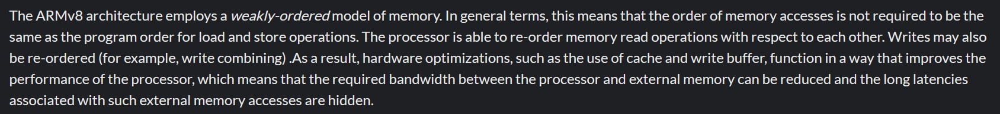 The ARMv8 architecture employs a weakly-ordered model of memory. In general terms, this means that the order of memory accesses is not required to be the
same as the program order for load and store operations. The processor is able to re-order memory read operations with respect to each other. Writes may also
be re-ordered (for example, write combining) .As a result, hardware optimizations, such as the use of cache and write buffer, function in a way that improves the
performance of the processor, which means that the required bandwidth between the processor and external memory can be reduced and the long latencies
associated with such external memory accesses are hidden.